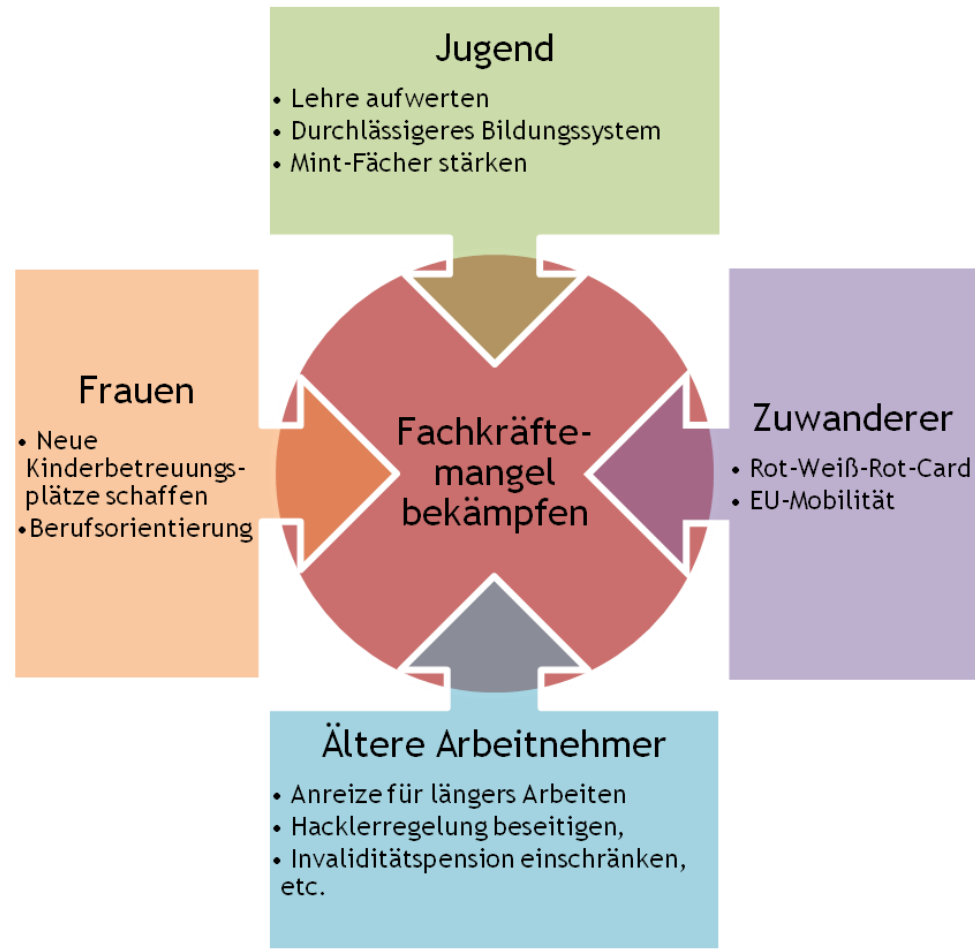 Jugend
• Lehre aufwerten
• Durchlässigeres Bildungssystem
• Mint-Fächer stärken
Frauen
• Neue
Kinderbetreuungs-
plätze schaffen
•Berufsorientierung
Fachkräfte-
mangel
bekämpfen
Zuwanderer
• Rot-Weiß-Rot-Card
• EU-Mobilität
Ältere Arbeitnehmer
• Anreize für längers Arbeiten
• Hacklerregelung beseitigen,
• Invaliditätspension einschränken,
etc.